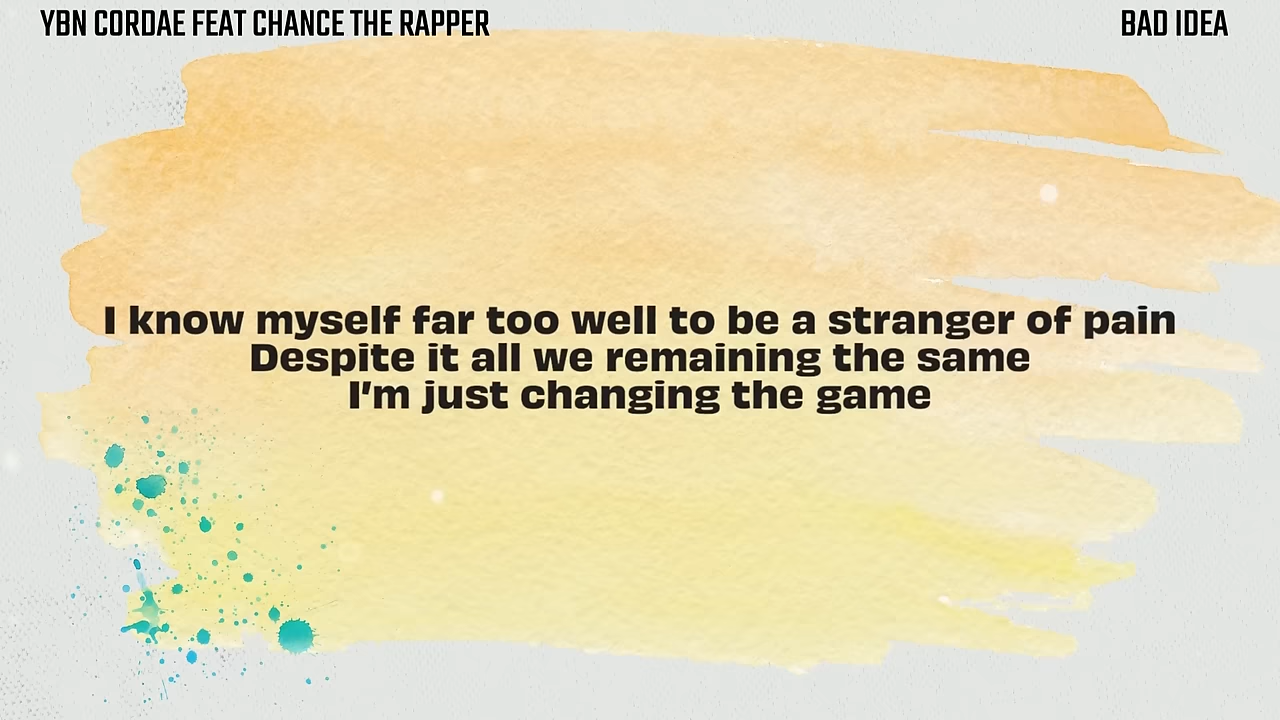 YBN CORDAE FEAT CHANCE THE RAPPER
BAD IDEA
I know myself far too well to be a stranger of pain
Despite it all we remaining the same
I'm just changing the game